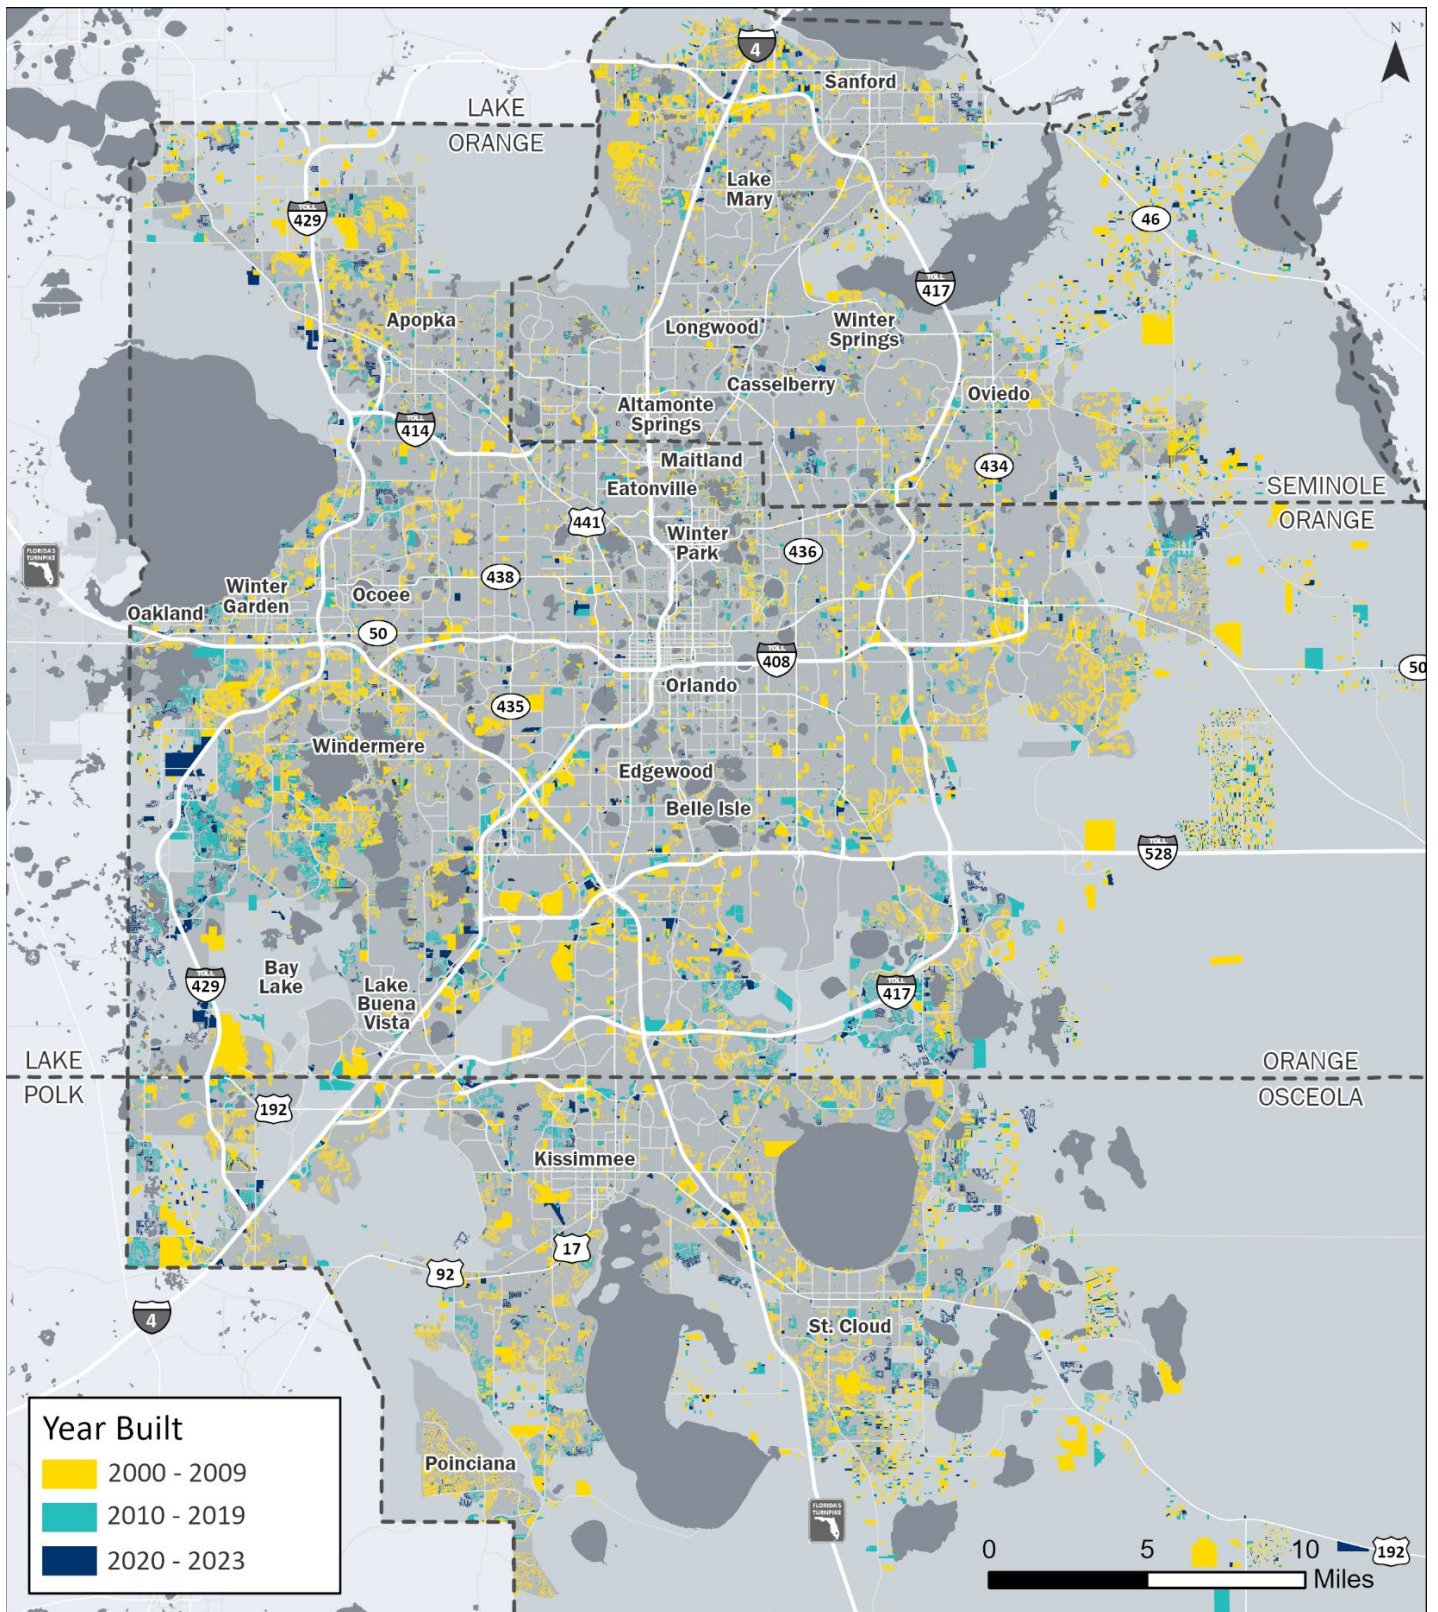 N
4
Sanford
LAKE
ORANGE
Lake
Mary
TOLL
429
46
TOLL
417
Apopka
Longwood
Winter
Springs
Casselberry
Oviedo
Altamonte
Springs
TOLL
414
Maitland
434
Eatonville
SEMINOLE
ORANGE
441
Winter
Park
436
FLORIDA'S
TURNPIKE
438
Winter
Garden
Ocoee
Oakland
50
TOLL
408
50
Orlando
435
Windermere
Edgewood
Belle Isle
528
Bay
Lake
TOLL
429
Lake
Buena
Vista
TOLL
417
LAKE
POLK
ORANGE
OSCEOLA
192
Kissimmee
17
92
4
St. Cloud
Poinciana
FLORIDA'S
TURNPIKE
Year Built
2000 - 2009
2010 - 2019
2020 - 2023
0 5 10
Miles
192